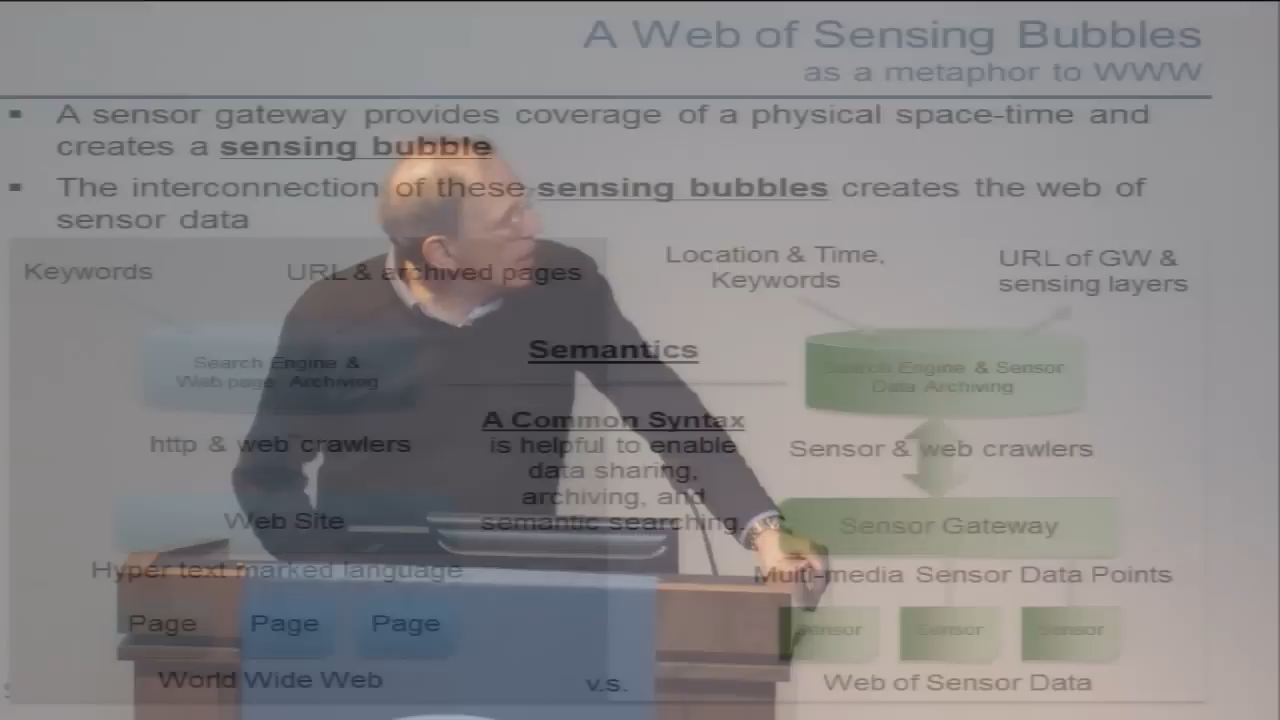 A Web of Sensing Bubbles
as a metaphor to WWW
▪ A sensor gateway provides coverage of a physical space-time and
creates a sensing bubble
▪ The interconnection of these sensing bubbles creates the web of
sensor data
Keywords
URL & archived pages
Location & Time,
Keywords
URL of GW &
sensing layers
Search Engine &
Web page Archiving
Semantics
Search Engine & Sensor
Data Archiving
http & web crawlers
A Common Syntax
is helpful to enable
data sharing,
archiving, and
semantic searching.
Sensor & web crawlers
Web Site
Sensor Gateway
Hyper text marked language
Multi-media Sensor Data Points
Page Page Page
Sensor Sensor Sensor
World Wide Web
v.s.
Web of Sensor Data